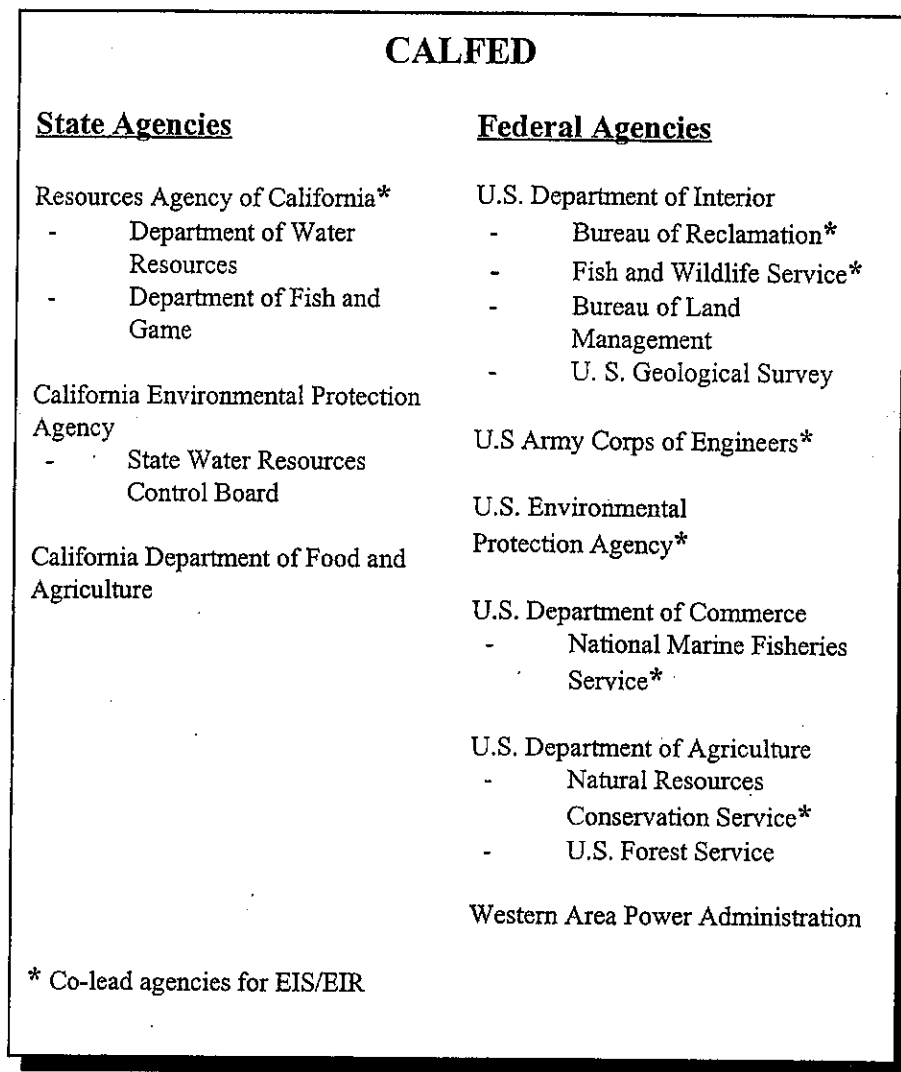 CALFED
State Agencies
Resources Agency of California*
- Department of Water
Resources
- Department of Fish and
Game
California Environmental Protection
Agency
- State Water Resources
Control Board
California Department of Food and
Agriculture
* Co-lead agencies for EIS/EIR
Federal Agencies
U.S. Department of Interior
- Bureau of Reclamation*
- Fish and Wildlife Service*
- Bureau of Land
Management
- U. S. Geological Survey
U.S Army Corps of Engineers*
U.S. Environmental
Protection Agency*
U.S. Department of Commerce
- National Marine Fisheries
Service*
U.S. Department of Agriculture
- Natural Resources
Conservation Service*
- U.S. Forest Service
Western Area Power Administration